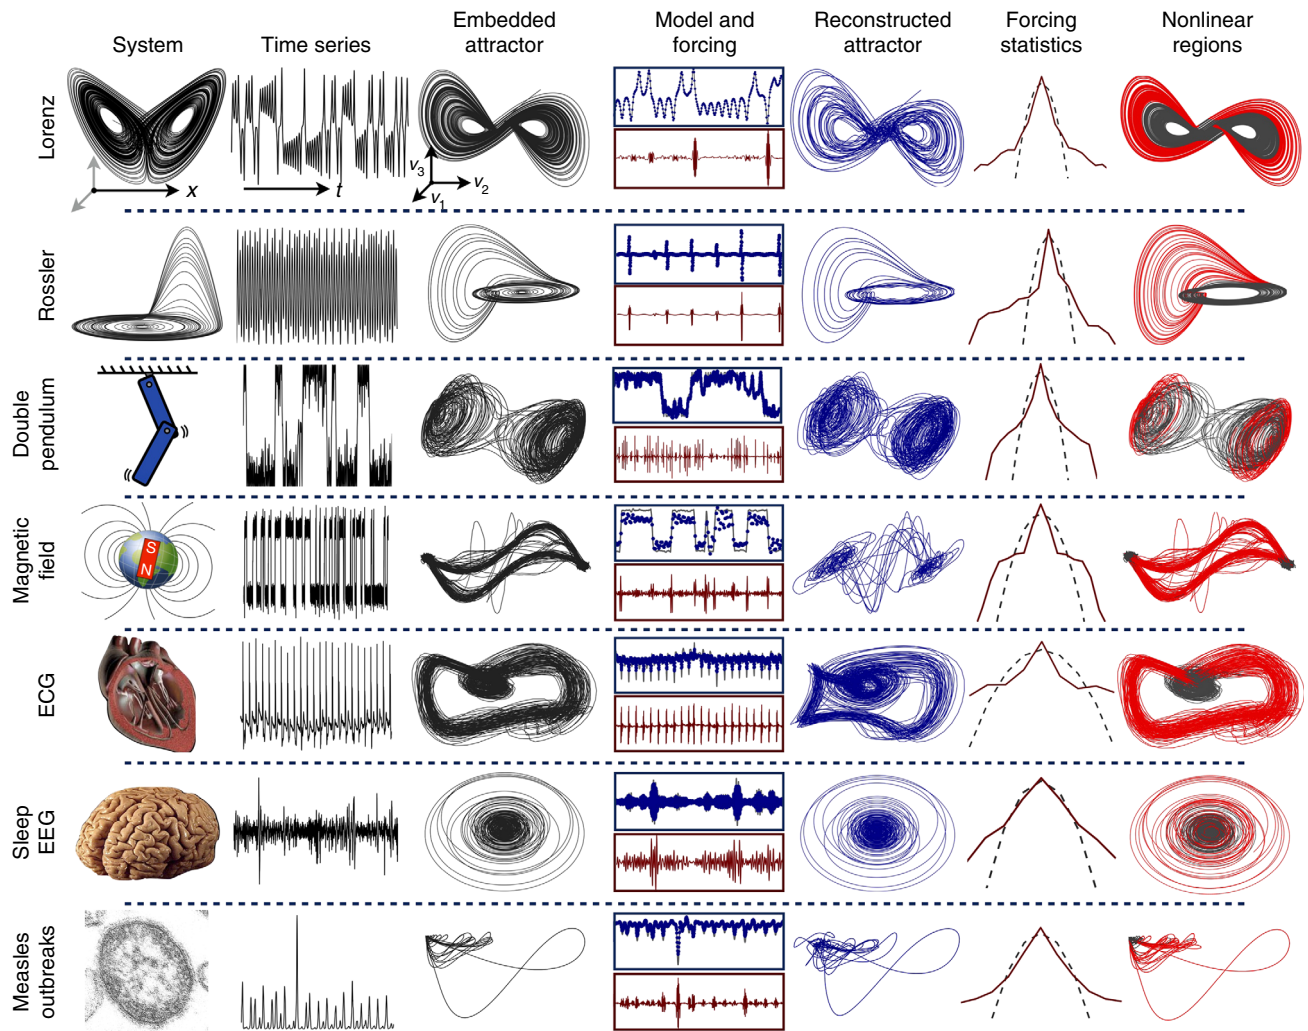 System
Time series
Embedded
attractor
Model and
forcing
Reconstructed
attractor
Forcing
statistics
Nonlinear
regions
Lorenz
x
t
v3
v2
v1
Rossler
Double
pendulum
Magnetic
field
S
N
ECG
Sleep
EEG
Measles
outbreaks